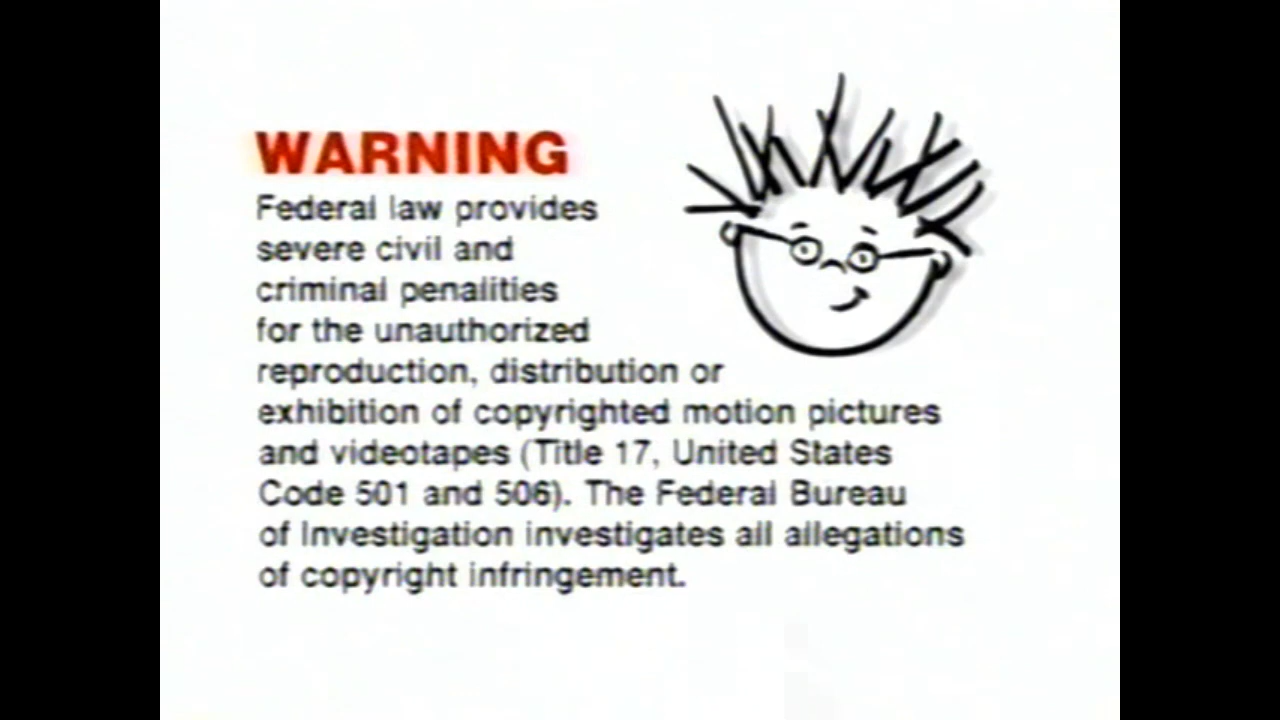 WARNING
Federal law provides
severe civil and
criminal penalities
for the unauthorized
reproduction, distribution or
exhibition of copyrighted motion pictures
and videotapes (Title 17, United States
Code 501 and 506). The Federal Bureau
of Investigation investigates all allegations
of copyright infringement.